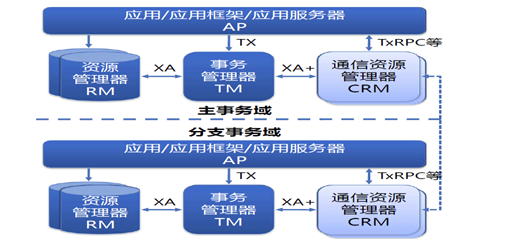 应用/应用框架/应用服务器
AP
TX
TxRPC等
资源
管理器
RM
XA
事务
管理器
TM
XA+
通信资源
管理器
CRM
主事务域
分支事务域
应用/应用框架/应用服务器
AP
TX
TxRPC等
资源
管理器
RM
XA
事务
管理器
TM
XA+
通信资源
管理器
CRM